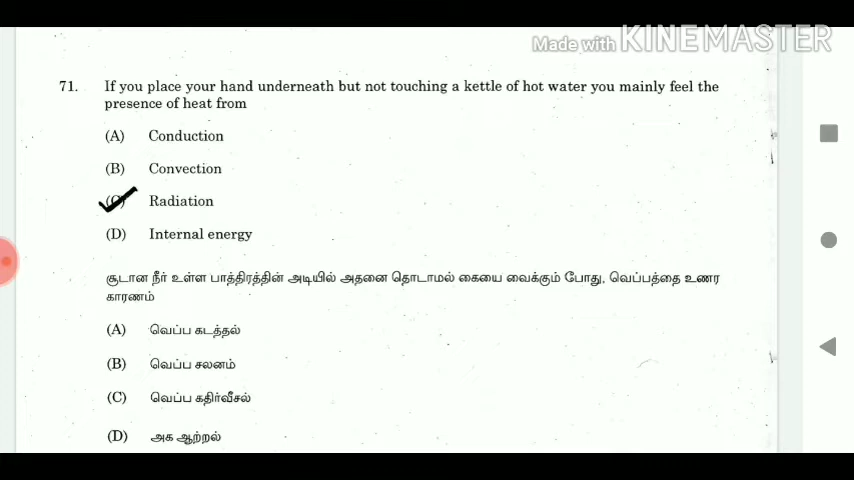 Made with KINEMASTER
71. If you place your hand underneath but not touching a kettle of hot water you mainly feel the
presence of heat from
(A) Conduction
(B) Convection
(C) Radiation
(D) Internal energy
சூடான நீர் உள்ள பாத்திரத்தின் அடியில் அதனை தொடாமல் கையை வைக்கும் போது, வெப்பத்தை உணர
காரணம்
(A) வெப்ப கடத்தல்
(B) வெப்ப சலனம்
(C) வெப்ப கதிர்வீசல்
(D) அக ஆற்றல்